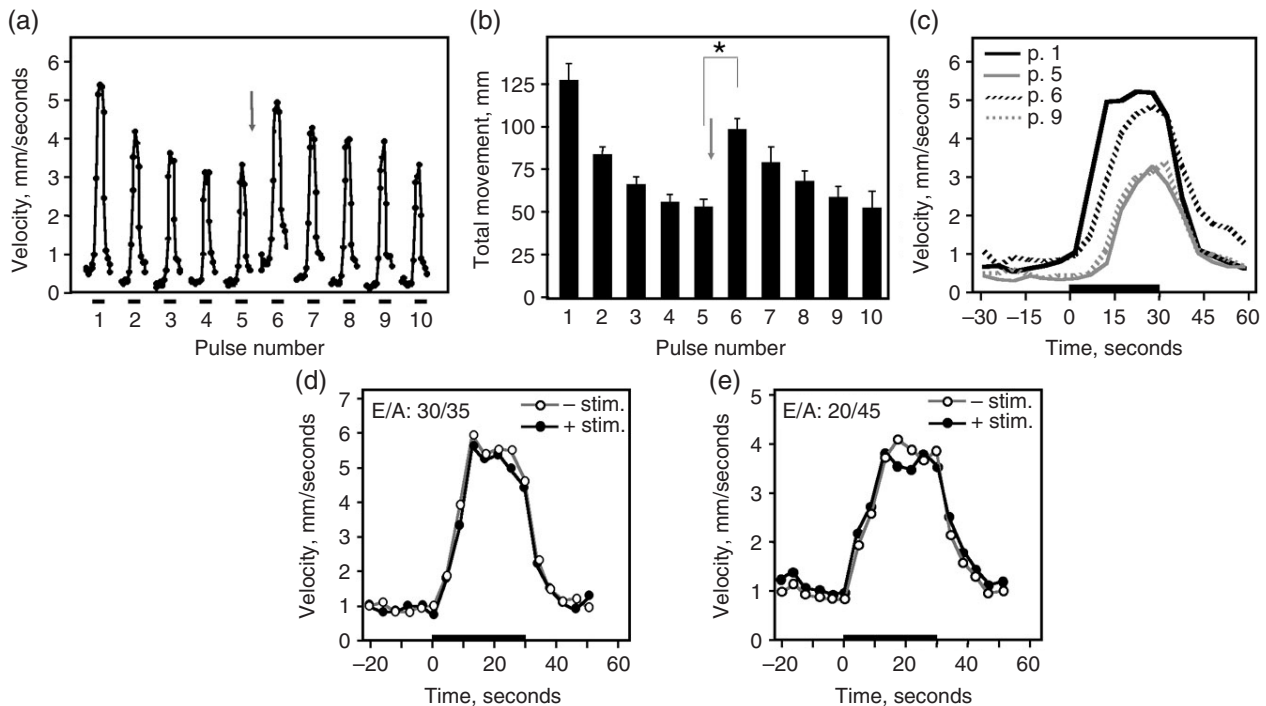 (a)
Velocity, mm/seconds
6
5
4
3
2
1
0
1 2 3 4 5 6 7 8 9 10
Pulse number
(b)
Total movement, mm
125
100
75
50
25
0
*
1 2 3 4 5 6 7 8 9 10
Pulse number
(c)
Velocity, mm/seconds
6
5
4
3
2
1
0
p. 1
p. 5
p. 6
p. 9
–30 –15 0 15 30 45 60
Time, seconds
(d)
Velocity, mm/seconds
7
6
5
4
3
2
1
0
E/A: 30/35
– stim.
+ stim.
–20 0 20 40 60
Time, seconds
(e)
Velocity, mm/seconds
5
4
3
2
1
0
E/A: 20/45
– stim.
+ stim.
–20 0 20 40 60
Time, seconds